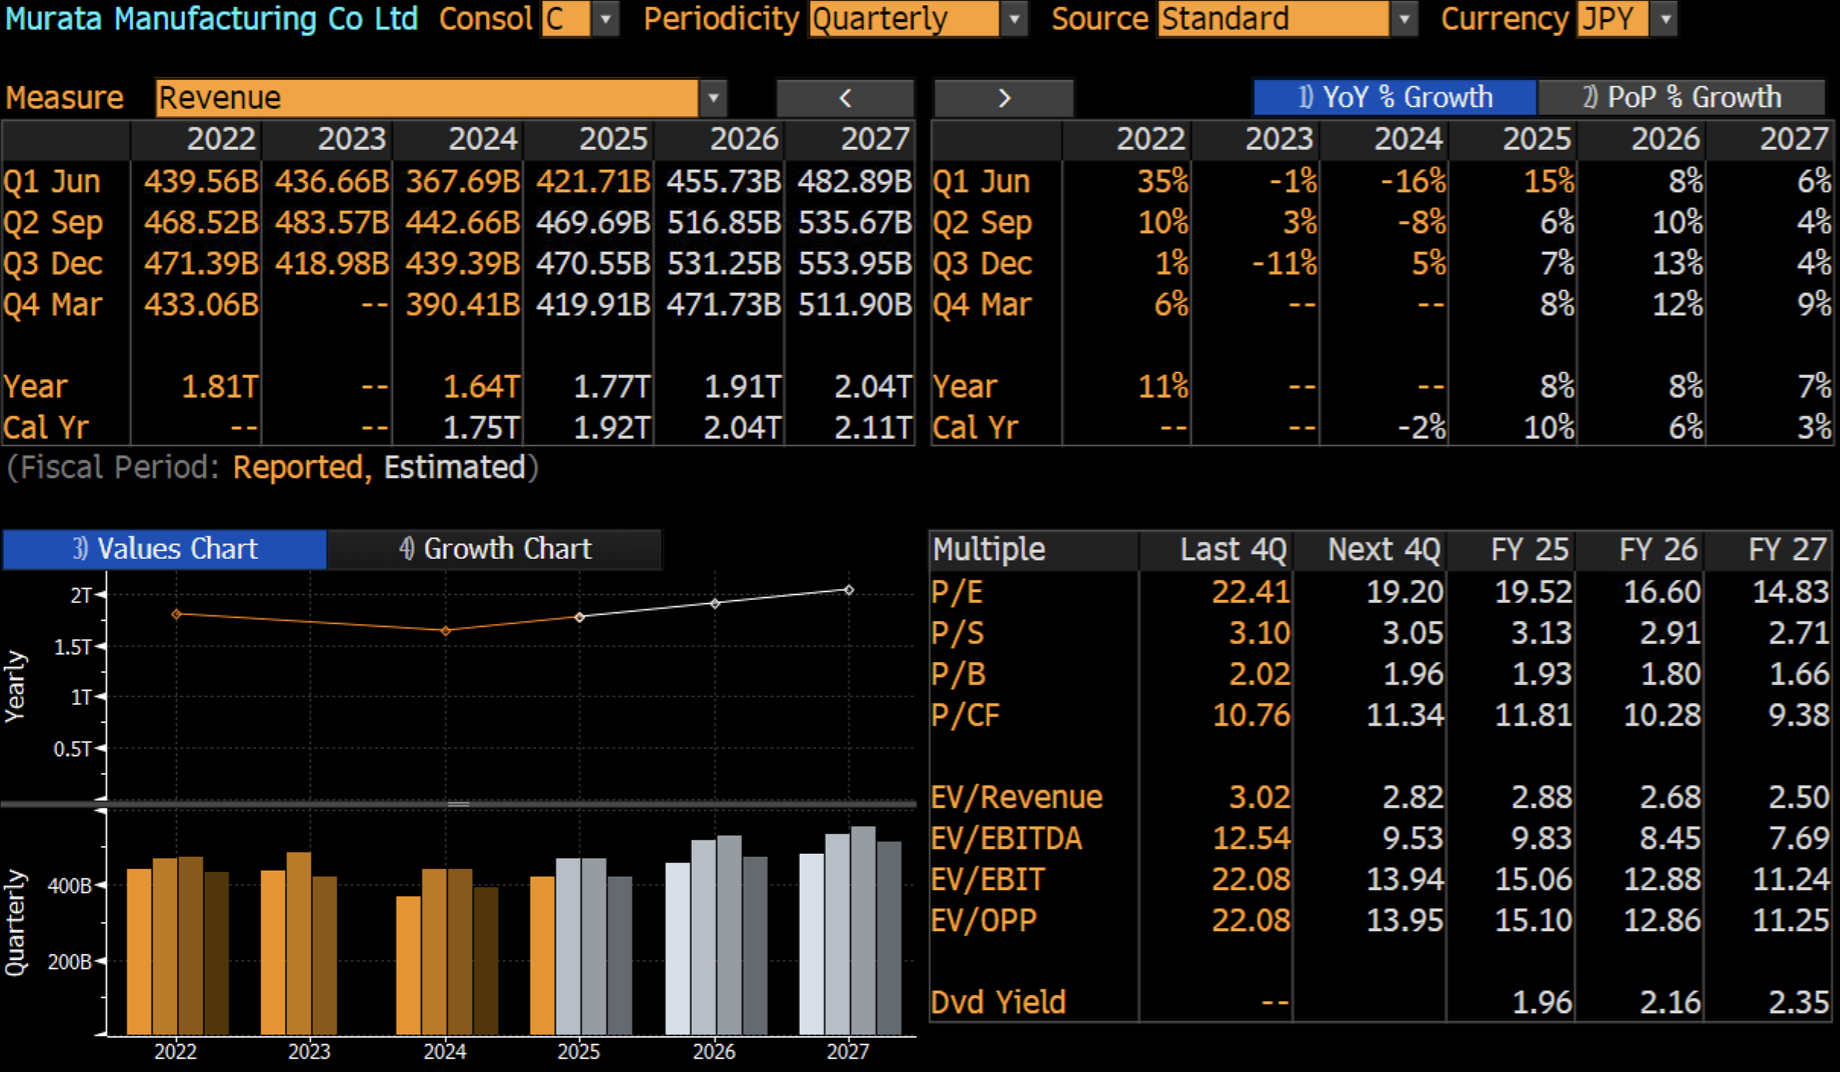 Murata Manufacturing Co Ltd Consol C Periodicity Quarterly Source Standard Currency JPY
Measure Revenue < > 1) YoY % Growth 2) PoP % Growth
2022 2023 2024 2025 2026 2027 2022 2023 2024 2025 2026 2027
Q1 Jun 439.56B 436.66B 367.69B 421.71B 455.73B 482.89B Q1 Jun 35% -1% -16% 15% 8% 6%
Q2 Sep 468.52B 483.57B 442.66B 469.69B 516.85B 535.67B Q2 Sep 10% 3% -8% 6% 10% 4%
Q3 Dec 471.39B 418.98B 439.39B 470.55B 531.25B 553.95B Q3 Dec 1% -11% 5% 7% 13% 4%
Q4 Mar 433.06B -- 390.41B 419.91B 471.73B 511.90B Q4 Mar 6% -- -- 8% 12% 9%
Year 1.81T -- 1.64T 1.77T 1.91T 2.04T Year 11% -- -- 8% 8% 7%
Cal Yr -- -- 1.75T 1.92T 2.04T 2.11T Cal Yr -- -- -2% 10% 6% 3%
(Fiscal Period: Reported, Estimated)
3) Values Chart 4) Growth Chart
Yearly
2T
1.5T
1T
0.5T
Quarterly
400B
200B
2022 2023 2024 2025 2026 2027
Multiple Last 4Q Next 4Q FY 25 FY 26 FY 27
P/E 22.41 19.20 19.52 16.60 14.83
P/S 3.10 3.05 3.13 2.91 2.71
P/B 2.02 1.96 1.93 1.80 1.66
P/CF 10.76 11.34 11.81 10.28 9.38
EV/Revenue 3.02 2.82 2.88 2.68 2.50
EV/EBITDA 12.54 9.53 9.83 8.45 7.69
EV/EBIT 22.08 13.94 15.06 12.88 11.24
EV/OPP 22.08 13.95 15.10 12.86 11.25
Dvd Yield -- 1.96 2.16 2.35